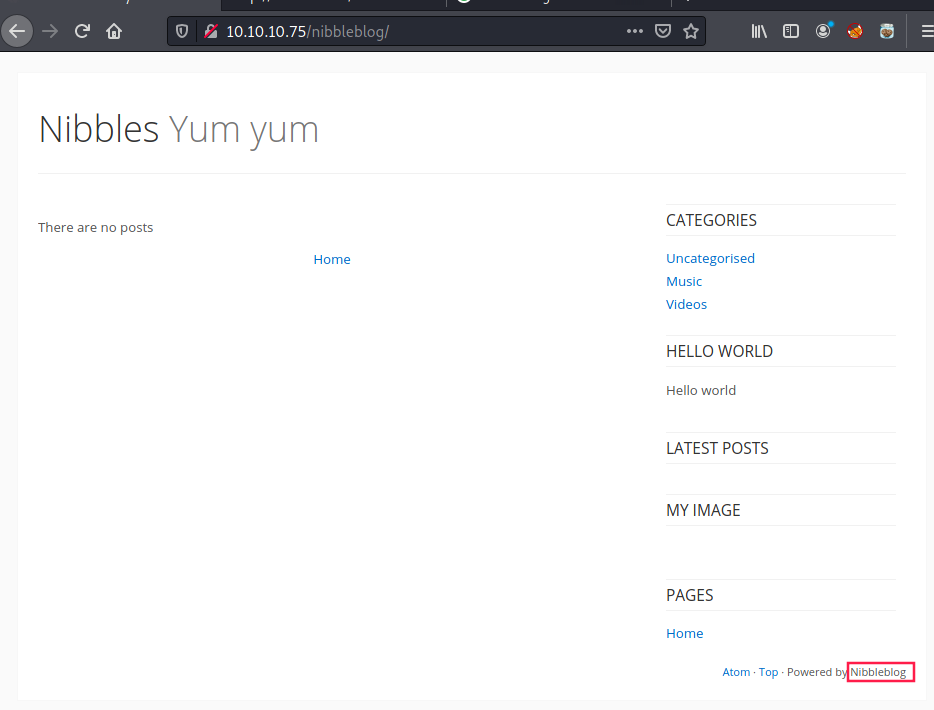 10.10.10.75/nibbleblog/
Nibbles Yum yum
There are no posts
Home
CATEGORIES
Uncategorised
Music
Videos
HELLO WORLD
Hello world
LATEST POSTS
MY IMAGE
PAGES
Home
Atom · Top · Powered by Nibbleblog